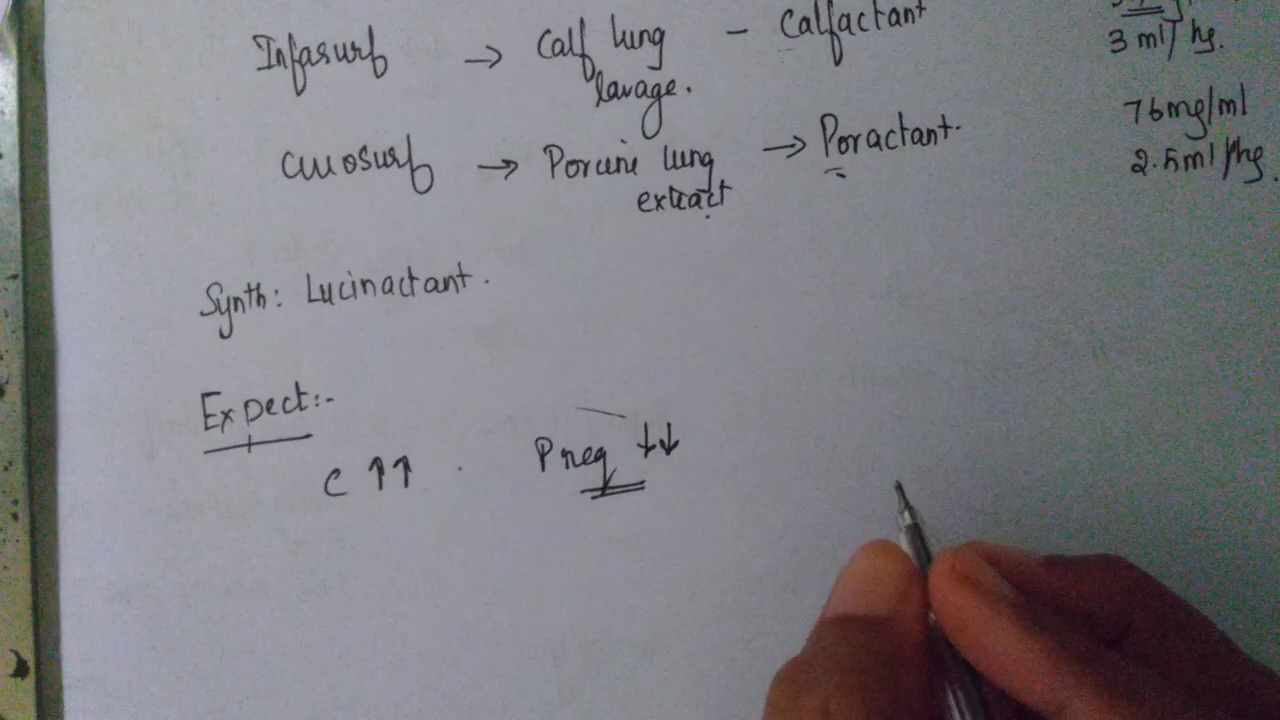 Infasurf → Calf lung - Calfactant
lavage.
3 ml/kg.
Curosurf → Porcine lung → Poractant.
extract
76mg/ml
2.5ml/kg.
Synth: Lucinactant.
Expect:-
C ↑↑ . P req ↓↓